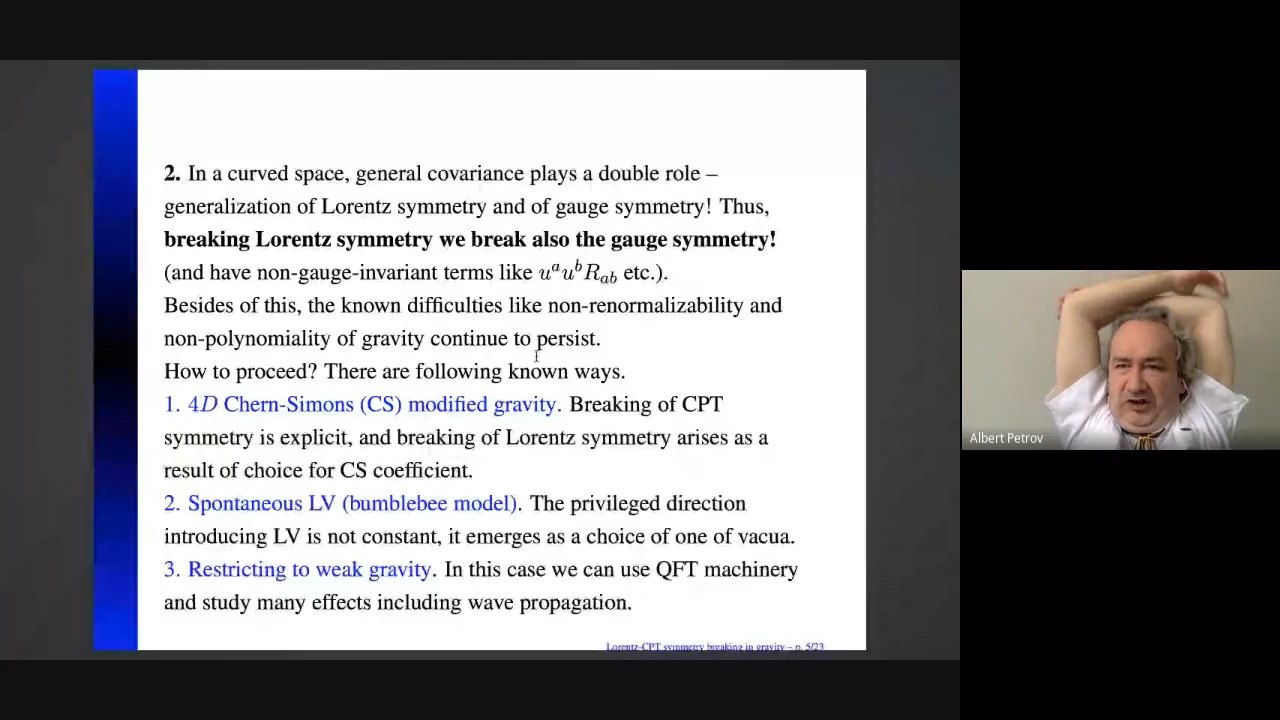 2. In a curved space, general covariance plays a double role –
generalization of Lorentz symmetry and of gauge symmetry! Thus,
breaking Lorentz symmetry we break also the gauge symmetry!
(and have non-gauge-invariant terms like $u^a u^b R_{ab}$ etc.).
Besides of this, the known difficulties like non-renormalizability and
non-polynomiality of gravity continue to persist.
How to proceed? There are following known ways.
1. 4D Chern-Simons (CS) modified gravity. Breaking of CPT
symmetry is explicit, and breaking of Lorentz symmetry arises as a
result of choice for CS coefficient.
2. Spontaneous LV (bumblebee model). The privileged direction
introducing LV is not constant, it emerges as a choice of one of vacua.
3. Restricting to weak gravity. In this case we can use QFT machinery
and study many effects including wave propagation.
Lorentz-CPT symmetry breaking in gravity – p. 5/23
Albert Petrov